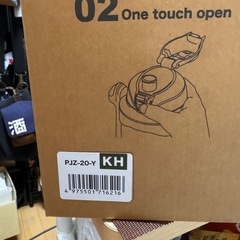 02 One touch open
PJZ-20-Y KH
4 975501 716216
酒